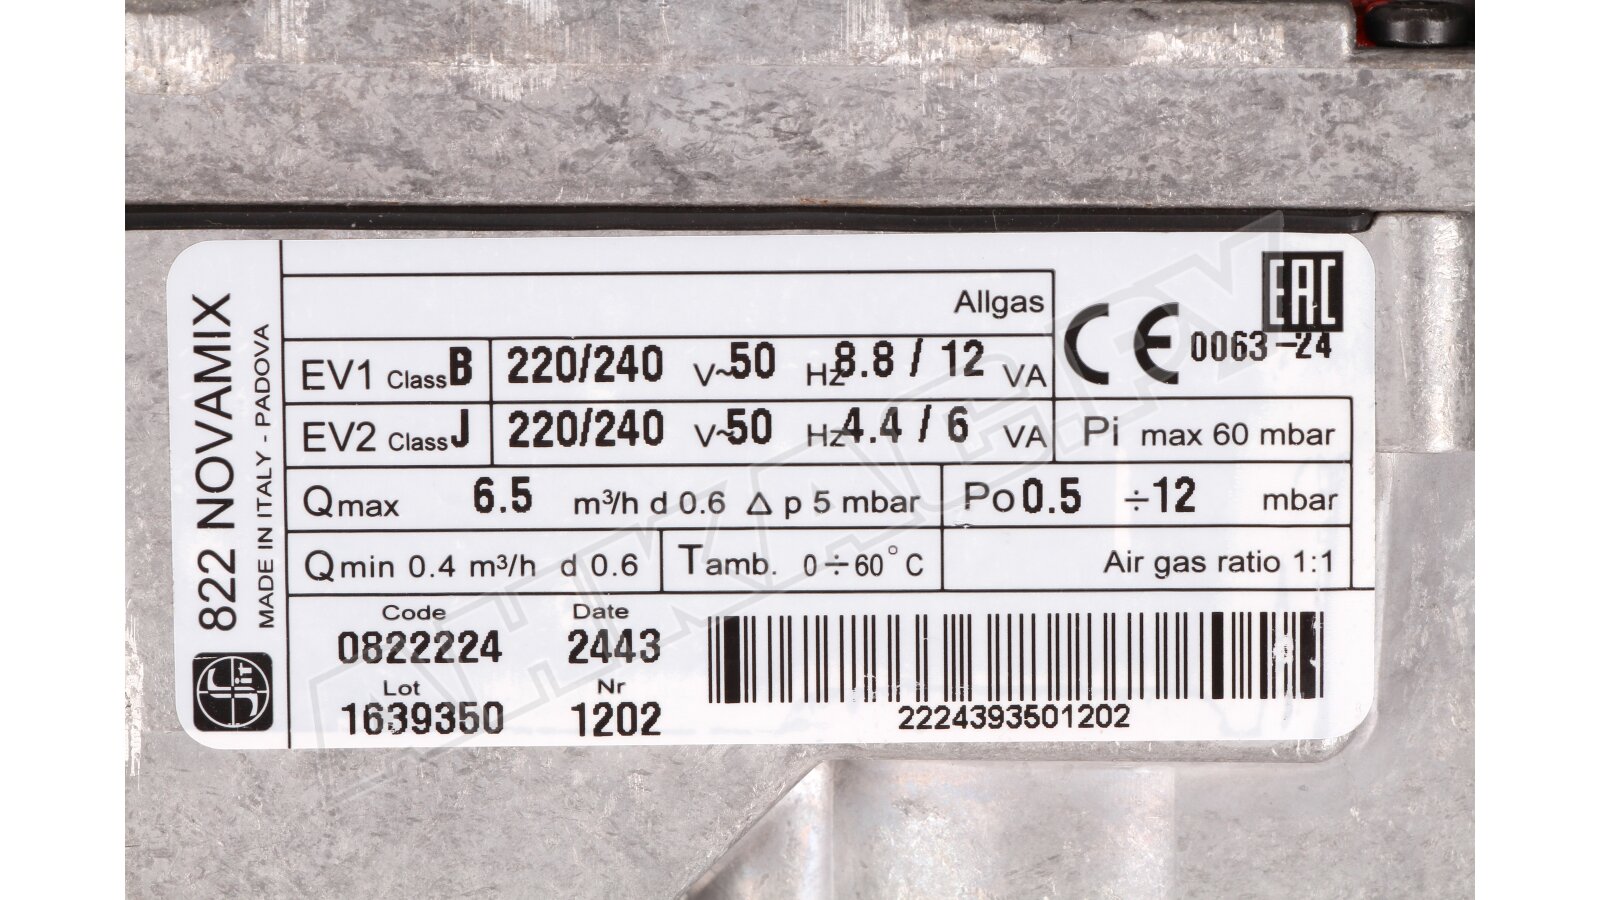 822 NOVAMIX
MADE IN ITALY - PADOVA
SIT
Allgas
EAC
CE 0063-24
EV1 Class B 220/240 V~50 Hz 8.8 / 12 VA
EV2 Class J 220/240 V~50 Hz 4.4 / 6 VA
Pi max 60 mbar
Qmax 6.5 m³/h d 0.6 Δ p 5 mbar
Po 0.5 ÷12 mbar
Qmin 0.4 m³/h d 0.6
Tamb. 0÷60°C
Air gas ratio 1:1
Code Date
0822224 2443
Lot Nr
1639350 1202
2224393501202
ALTKACPY